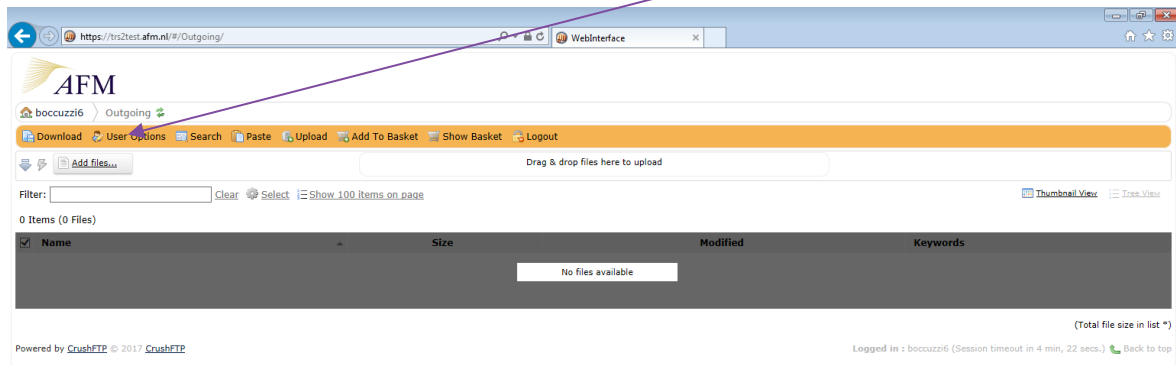 https://trs2test.afm.nl/#/Outgoing/
WebInterface
AFM
boccuzzi6 Outgoing
Download User Options Search Paste Upload Add To Basket Show Basket Logout
Add files... Drag & drop files here to upload
Filter: Clear Select Show 100 items on page Thumbnail View Tree View
0 Items (0 Files)
Name Size Modified Keywords
No files available
(Total file size in list *)
Powered by CrushFTP © 2017 CrushFTP Logged in : boccuzzi6 (Session timeout in 4 min, 22 secs.) Back to top